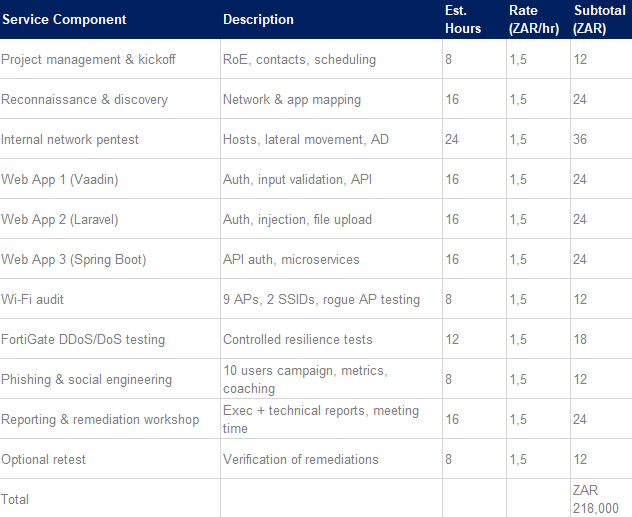 Service Component Description Est. Hours Rate (ZAR/hr) Subtotal (ZAR)
Project management & kickoff RoE, contacts, scheduling 8 1,5 12
Reconnaissance & discovery Network & app mapping 16 1,5 24
Internal network pentest Hosts, lateral movement, AD 24 1,5 36
Web App 1 (Vaadin) Auth, input validation, API 16 1,5 24
Web App 2 (Laravel) Auth, injection, file upload 16 1,5 24
Web App 3 (Spring Boot) API auth, microservices 16 1,5 24
Wi-Fi audit 9 APs, 2 SSIDs, rogue AP testing 8 1,5 12
FortiGate DDoS/DoS testing Controlled resilience tests 12 1,5 18
Phishing & social engineering 10 users campaign, metrics, coaching 8 1,5 12
Reporting & remediation workshop Exec + technical reports, meeting time 16 1,5 24
Optional retest Verification of remediations 8 1,5 12
Total ZAR 218,000